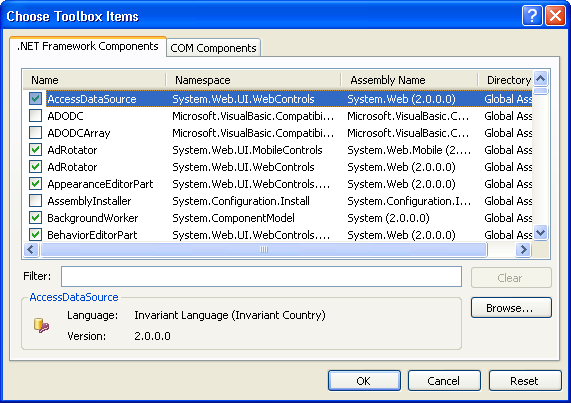 Choose Toolbox Items
.NET Framework Components COM Components
Name Namespace Assembly Name Directory
AccessDataSource System.Web.UI.WebControls System.Web (2.0.0.0) Global Ass
ADODC Microsoft.VisualBasic.Compatibi... Microsoft.VisualBasic.C... Global Ass
ADODCArray Microsoft.VisualBasic.Compatibi... Microsoft.VisualBasic.C... Global Ass
AdRotator System.Web.UI.MobileControls System.Web.Mobile (2.... Global Ass
AdRotator System.Web.UI.WebControls System.Web (2.0.0.0) Global Ass
AppearanceEditorPart System.Web.UI.WebControls.... System.Web (2.0.0.0) Global Ass
AssemblyInstaller System.Configuration.Install System.Configuration.I... Global Ass
BackgroundWorker System.ComponentModel System (2.0.0.0) Global Ass
BehaviorEditorPart System.Web.UI.WebControls.... System.Web (2.0.0.0) Global Ass
Filter: Clear
AccessDataSource Browse...
Language: Invariant Language (Invariant Country)
Version: 2.0.0.0
OK Cancel Reset